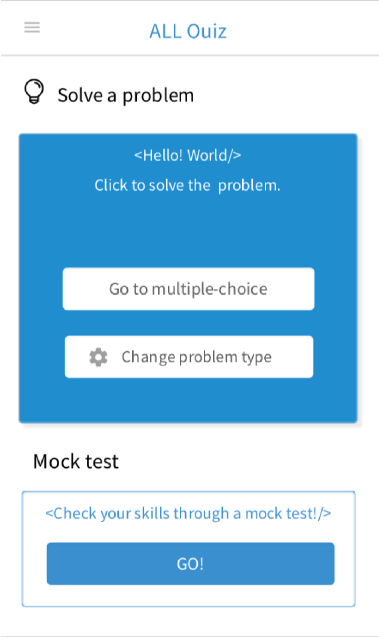 ALL Ouiz
Solve a problem
<Hello! World/>
Click to solve the problem.
Go to multiple-choice
Change problem type
Mock test
<Check your skills through a mock test!/>
GO!